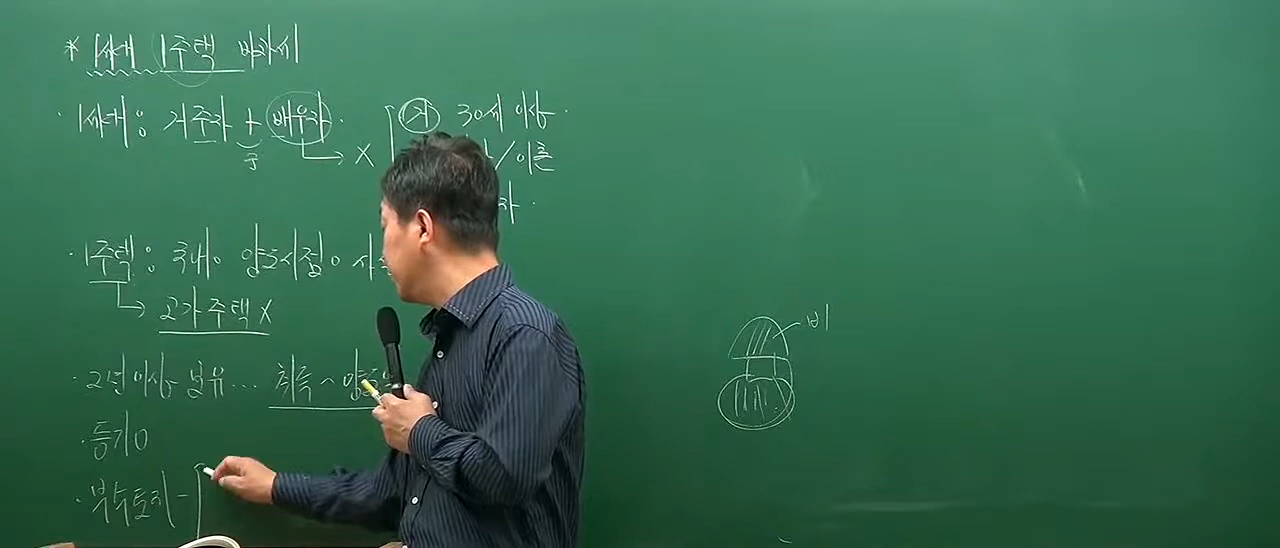 * 1세대 1주택 비과세
· 1세대 : 거주자 + 배우자 · → X
거 30세 이상 ·
/이혼
자 ·
· 1주택 : 국내 ○ 양도시점 ○
→ 고가주택 X
· 2년 이상 보유 … 취득 ~
· 등기 ○
· 부수토지 -
비